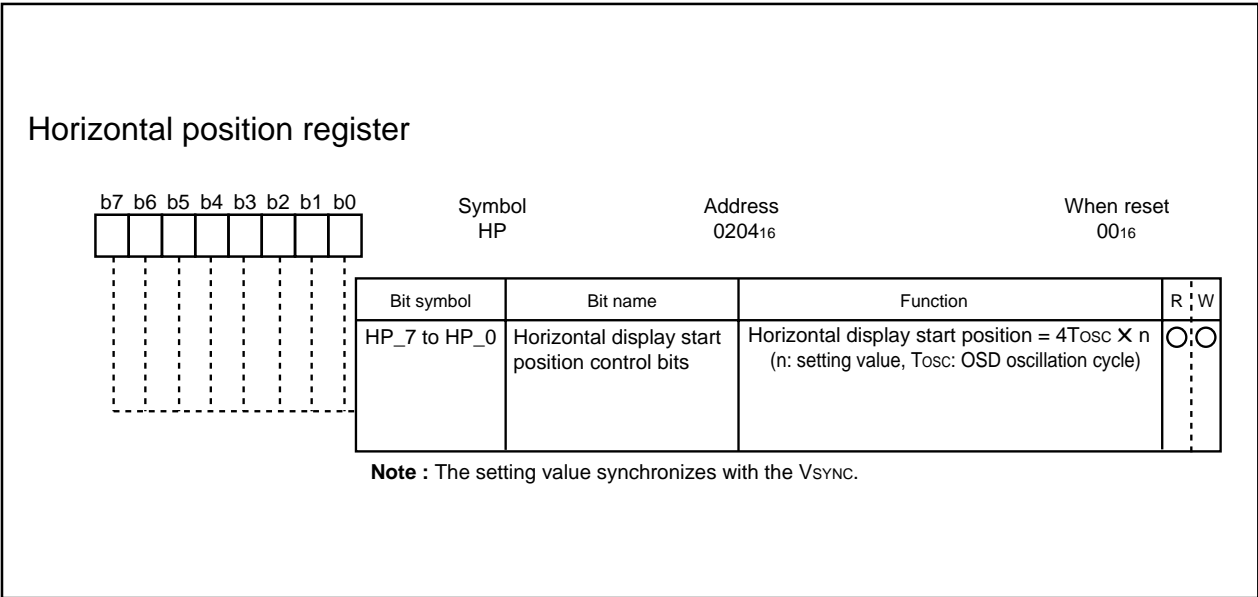 Horizontal position register
b7 b6 b5 b4 b3 b2 b1 b0
Symbol Address When reset
HP 020416 0016
Bit symbol Bit name Function R W
HP_7 to HP_0 Horizontal display start position control bits Horizontal display start position = 4TOSC X n (n: setting value, TOSC: OSD oscillation cycle) O O
Note : The setting value synchronizes with the VSYNC.